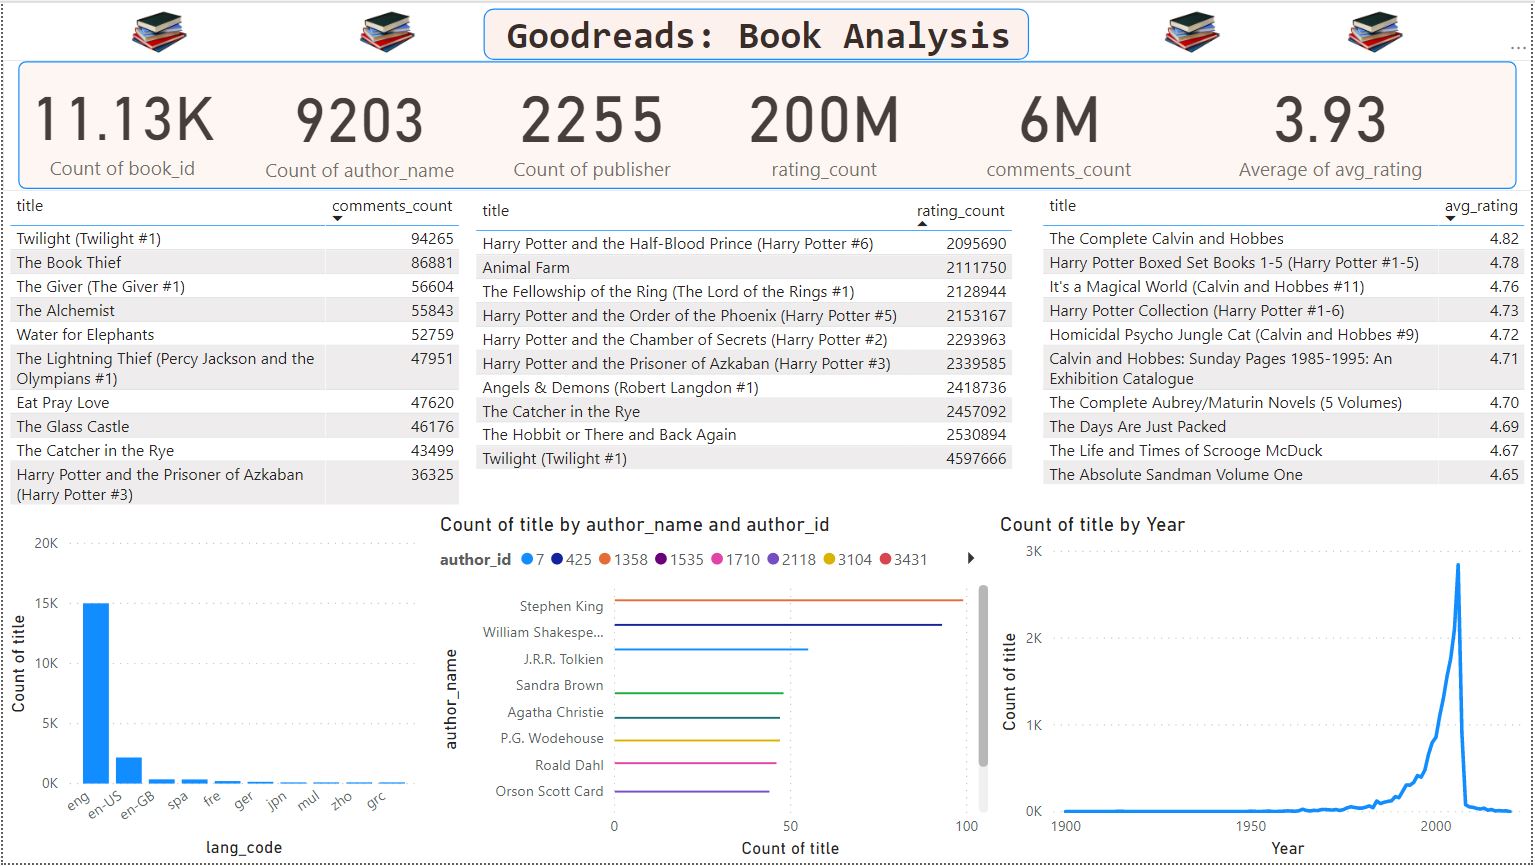 Goodreads: Book Analysis
...
11.13K
Count of book_id
9203
Count of author_name
2255
Count of publisher
200M
rating_count
6M
comments_count
3.93
Average of avg_rating
title comments_count
Twilight (Twilight #1) 94265
The Book Thief 86881
The Giver (The Giver #1) 56604
The Alchemist 55843
Water for Elephants 52759
The Lightning Thief (Percy Jackson and the 47951
Olympians #1)
Eat Pray Love 47620
The Glass Castle 46176
The Catcher in the Rye 43499
Harry Potter and the Prisoner of Azkaban 36325
(Harry Potter #3)
title rating_count
Harry Potter and the Half-Blood Prince (Harry Potter #6) 2095690
Animal Farm 2111750
The Fellowship of the Ring (The Lord of the Rings #1) 2128944
Harry Potter and the Order of the Phoenix (Harry Potter #5) 2153167
Harry Potter and the Chamber of Secrets (Harry Potter #2) 2293963
Harry Potter and the Prisoner of Azkaban (Harry Potter #3) 2339585
Angels & Demons (Robert Langdon #1) 2418736
The Catcher in the Rye 2457092
The Hobbit or There and Back Again 2530894
Twilight (Twilight #1) 4597666
title avg_rating
The Complete Calvin and Hobbes 4.82
Harry Potter Boxed Set Books 1-5 (Harry Potter #1-5) 4.78
It's a Magical World (Calvin and Hobbes #11) 4.76
Harry Potter Collection (Harry Potter #1-6) 4.73
Homicidal Psycho Jungle Cat (Calvin and Hobbes #9) 4.72
Calvin and Hobbes: Sunday Pages 1985-1995: An 4.71
Exhibition Catalogue
The Complete Aubrey/Maturin Novels (5 Volumes) 4.70
The Days Are Just Packed 4.69
The Life and Times of Scrooge McDuck 4.67
The Absolute Sandman Volume One 4.65
Count of title
20K
15K
10K
5K
0K
eng
en-US
en-GB
spa
fre
ger
jpn
mul
zho
grc
lang_code
Count of title by author_name and author_id
author_id 7 425 1358 1535 1710 2118 3104 3431
author_name
Stephen King
William Shakespe...
J.R.R. Tolkien
Sandra Brown
Agatha Christie
P.G. Wodehouse
Roald Dahl
Orson Scott Card
0 50 100
Count of title
Count of title by Year
Count of title
3K
2K
1K
0K
1900 1950 2000
Year